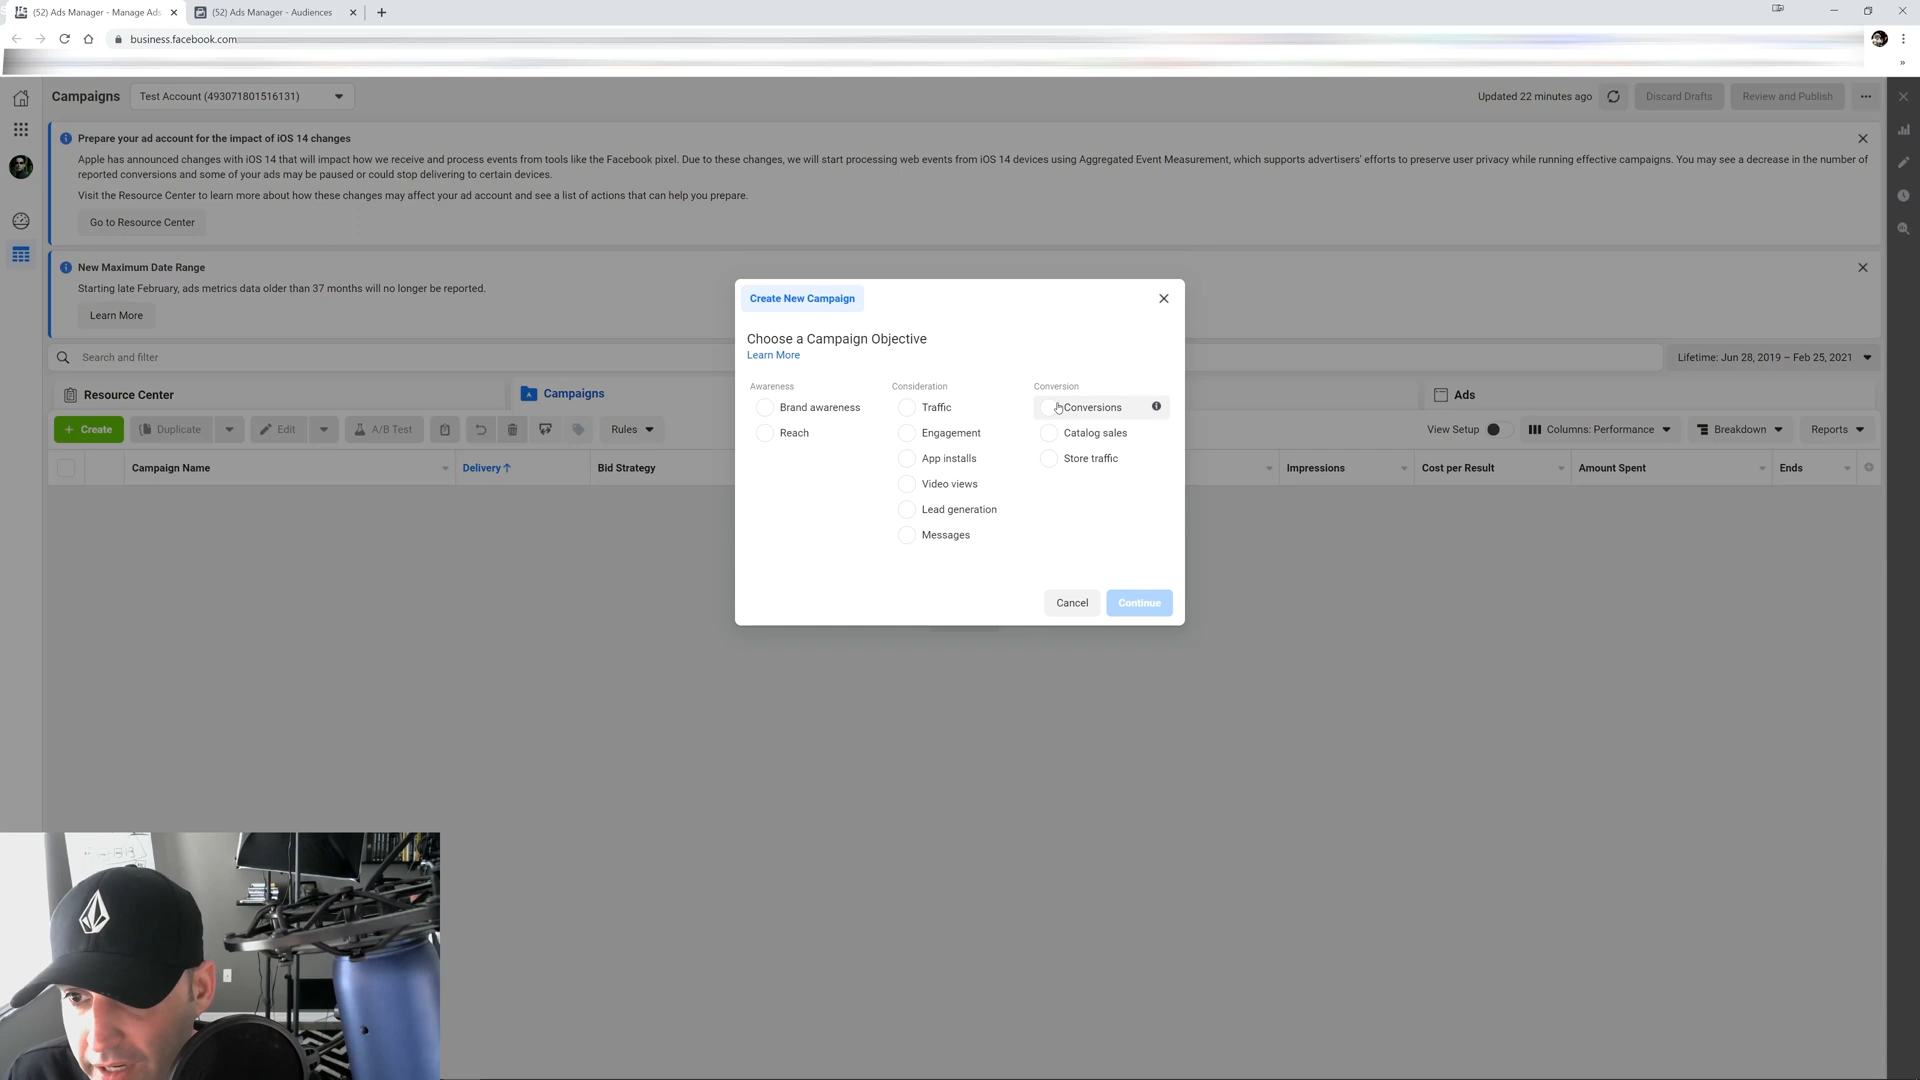 (52) Ads Manager - Manage Ads
(52) Ads Manager - Audiences
business.facebook.com
Campaigns
Test Account (493071801516131)
Updated 22 minutes ago
Discard Drafts
Review and Publish
Prepare your ad account for the impact of iOS 14 changes
Apple has announced changes with iOS 14 that will impact how we receive and process events from tools like the Facebook pixel. Due to these changes, we will start processing web events from iOS 14 devices using Aggregated Event Measurement, which supports advertisers' efforts to preserve user privacy while running effective campaigns. You may see a decrease in the number of
reported conversions and some of your ads may be paused or could stop delivering to certain devices.
Visit the Resource Center to learn more about how these changes may affect your ad account and see a list of actions that can help you prepare.
Go to Resource Center
New Maximum Date Range
Starting late February, ads metrics data older than 37 months will no longer be reported.
Learn More
Search and filter
Lifetime: Jun 28, 2019 – Feb 25, 2021
Resource Center
Campaigns
Ads
+ Create
Duplicate
Edit
A/B Test
Rules
View Setup
Columns: Performance
Breakdown
Reports
Campaign Name
Delivery ↑
Bid Strategy
Impressions
Cost per Result
Amount Spent
Ends
Create New Campaign
Choose a Campaign Objective
Learn More
Awareness
Brand awareness
Reach
Consideration
Traffic
Engagement
App installs
Video views
Lead generation
Messages
Conversion
Conversions
Catalog sales
Store traffic
Cancel
Continue